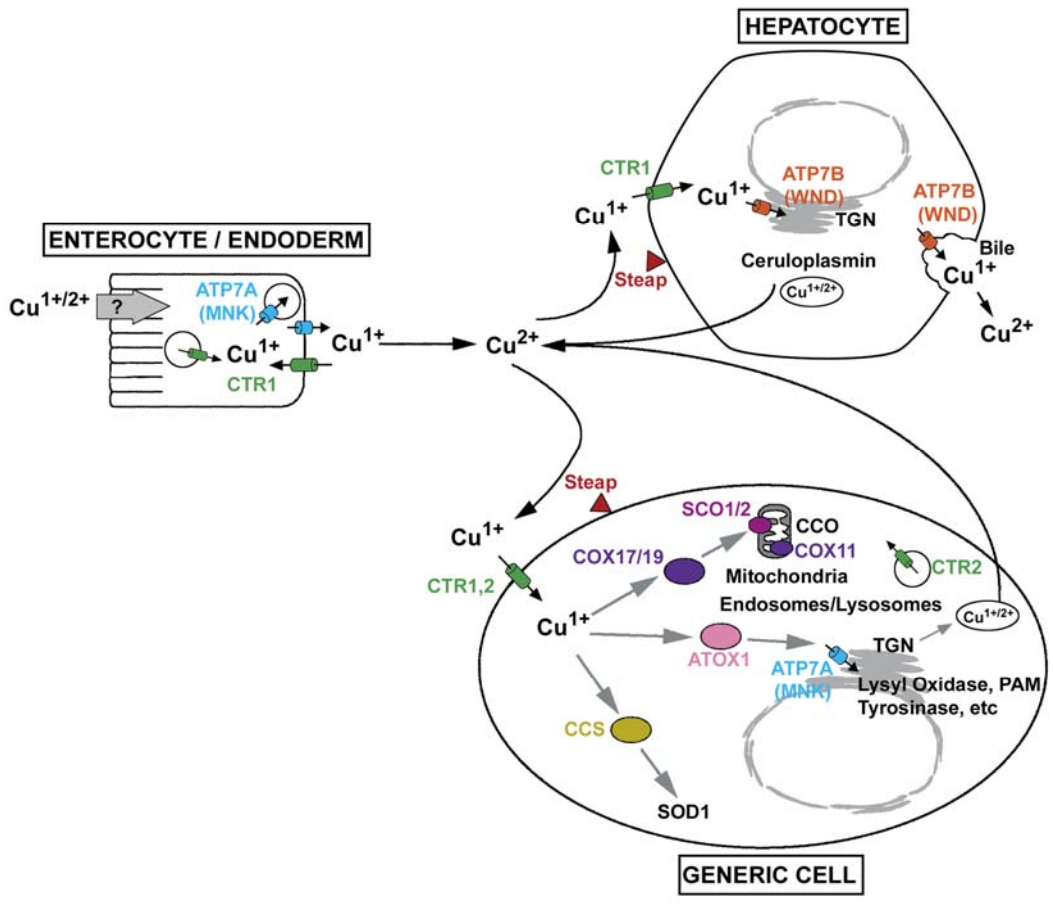 HEPATOCYTE
CTR1
Cu1+
Cu1+
ATP7B
(WND)
TGN
ATP7B
(WND)
Bile
Cu1+
Cu2+
Steap
Ceruloplasmin
Cu1+/2+
ENTEROCYTE / ENDODERM
Cu1+/2+
?
ATP7A
(MNK)
Cu1+
CTR1
Cu1+
Cu2+
Steap
Cu1+
CTR1,2
Cu1+
SCO1/2
CCO
COX17/19
COX11
Mitochondria
CTR2
Endosomes/Lysosomes
Cu1+/2+
ATOX1
TGN
ATP7A
(MNK)
Lysyl Oxidase, PAM
Tyrosinase, etc
CCS
SOD1
GENERIC CELL